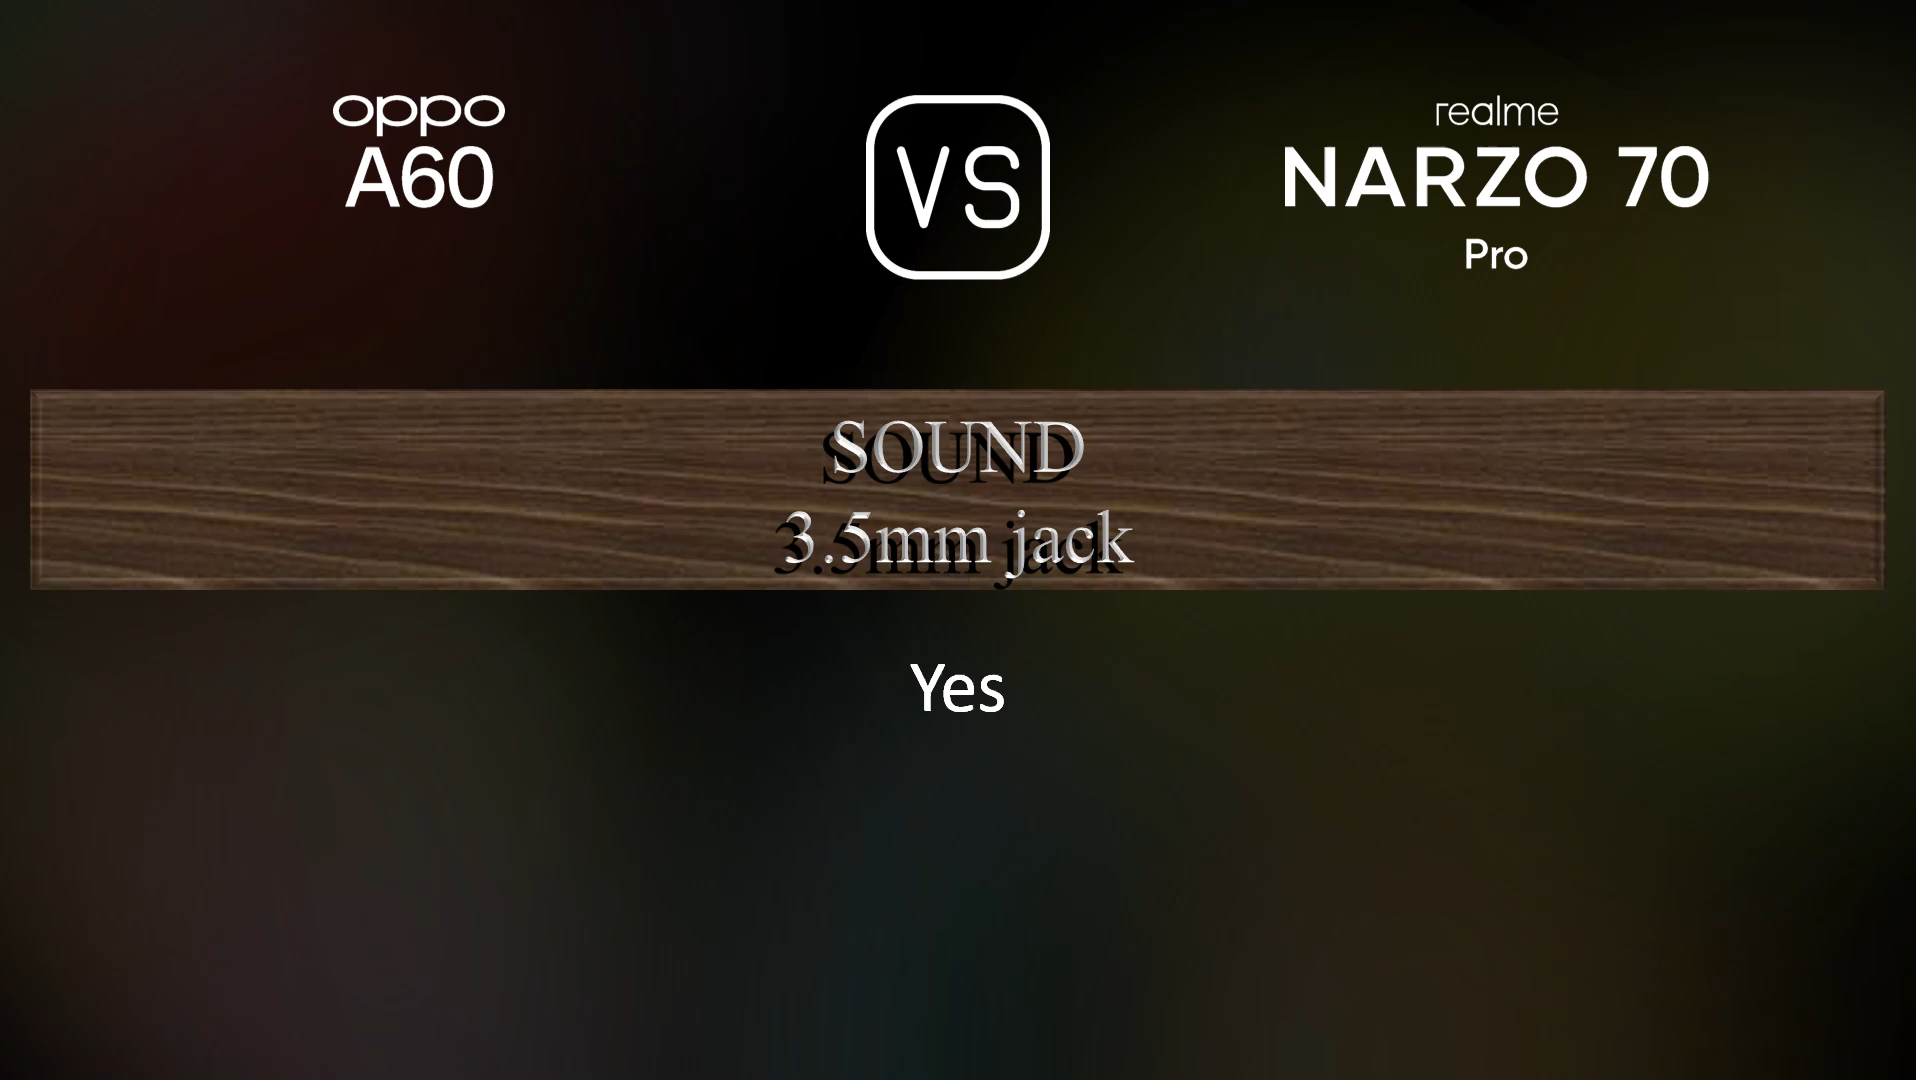 oppo
A60
VS
realme
NARZO 70
Pro
SOUND
3.5mm jack
Yes